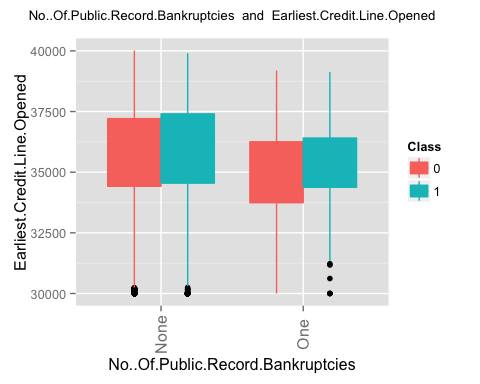 No..Of.Public.Record.Bankruptcies and Earliest.Credit.Line.Opened
40000
37500
35000
32500
30000
Earliest.Credit.Line.Opened
None
One
No..Of.Public.Record.Bankruptcies
Class
0
1